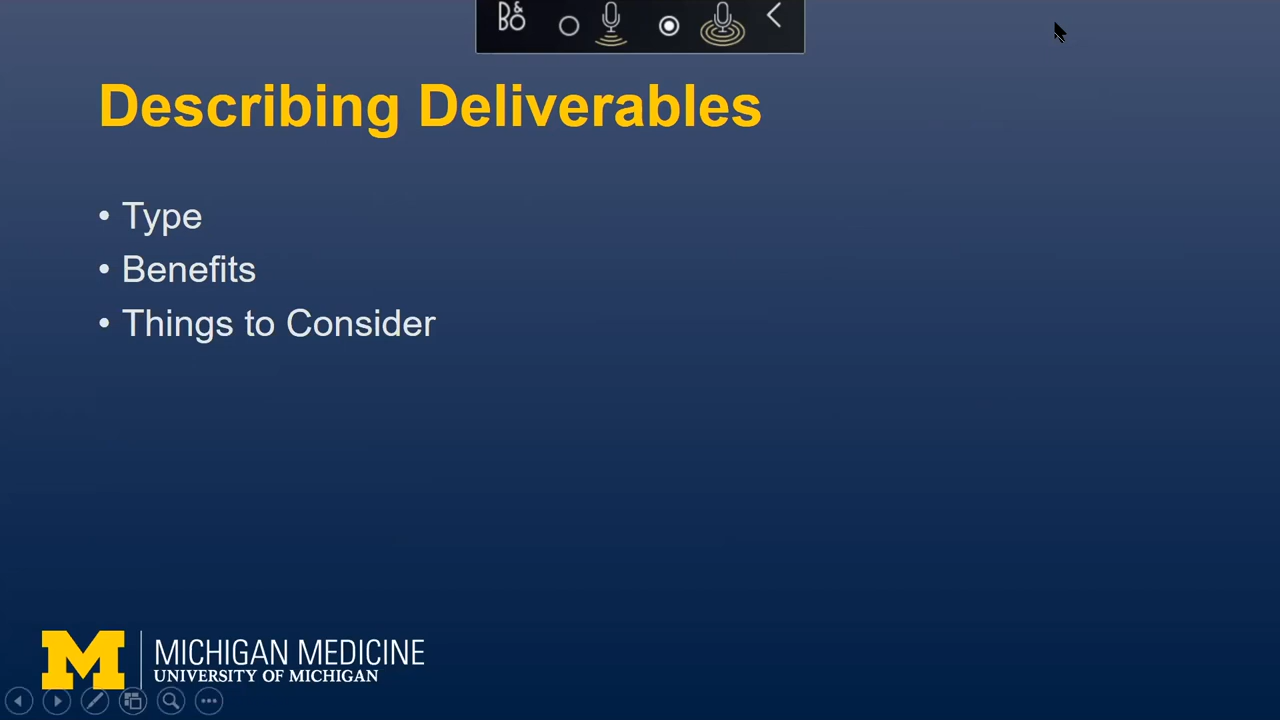 B&O
Describing Deliverables
• Type
• Benefits
• Things to Consider
M
MICHIGAN MEDICINE
UNIVERSITY OF MICHIGAN